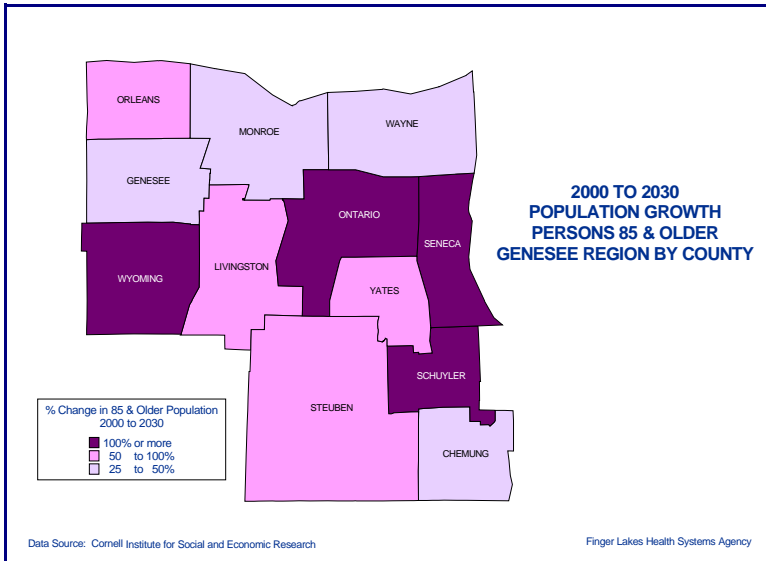 ORLEANS
MONROE
WAYNE
GENESEE
2000 TO 2030
POPULATION GROWTH
PERSONS 85 & OLDER
GENESEE REGION BY COUNTY
ONTARIO
SENECA
WYOMING
LIVINGSTON
YATES
SCHUYLER
STEUBEN
CHEMUNG
% Change in 85 & Older Population
2000 to 2030
100% or more
50 to 100%
25 to 50%
Data Source: Cornell Institute for Social and Economic Research
Finger Lakes Health Systems Agency